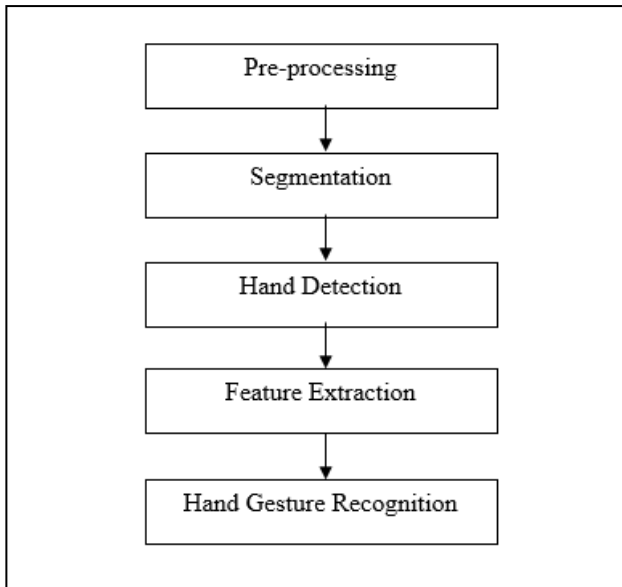 Pre-processing
Segmentation
Hand Detection
Feature Extraction
Hand Gesture Recognition